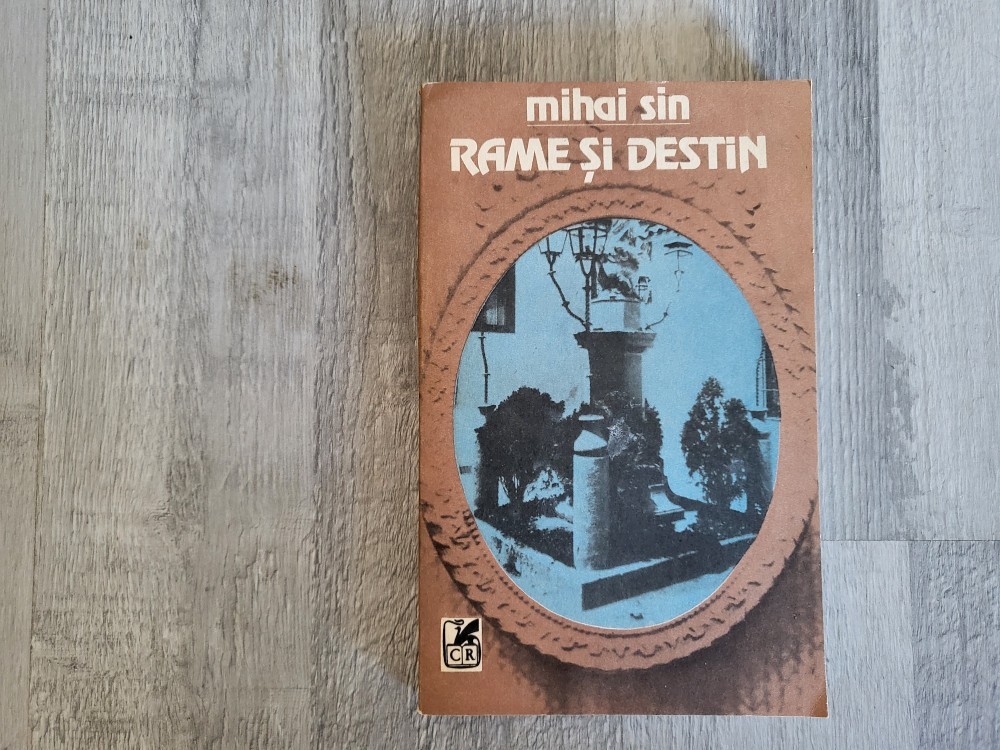 mihai sin
RAME ȘI DESTIN
CR